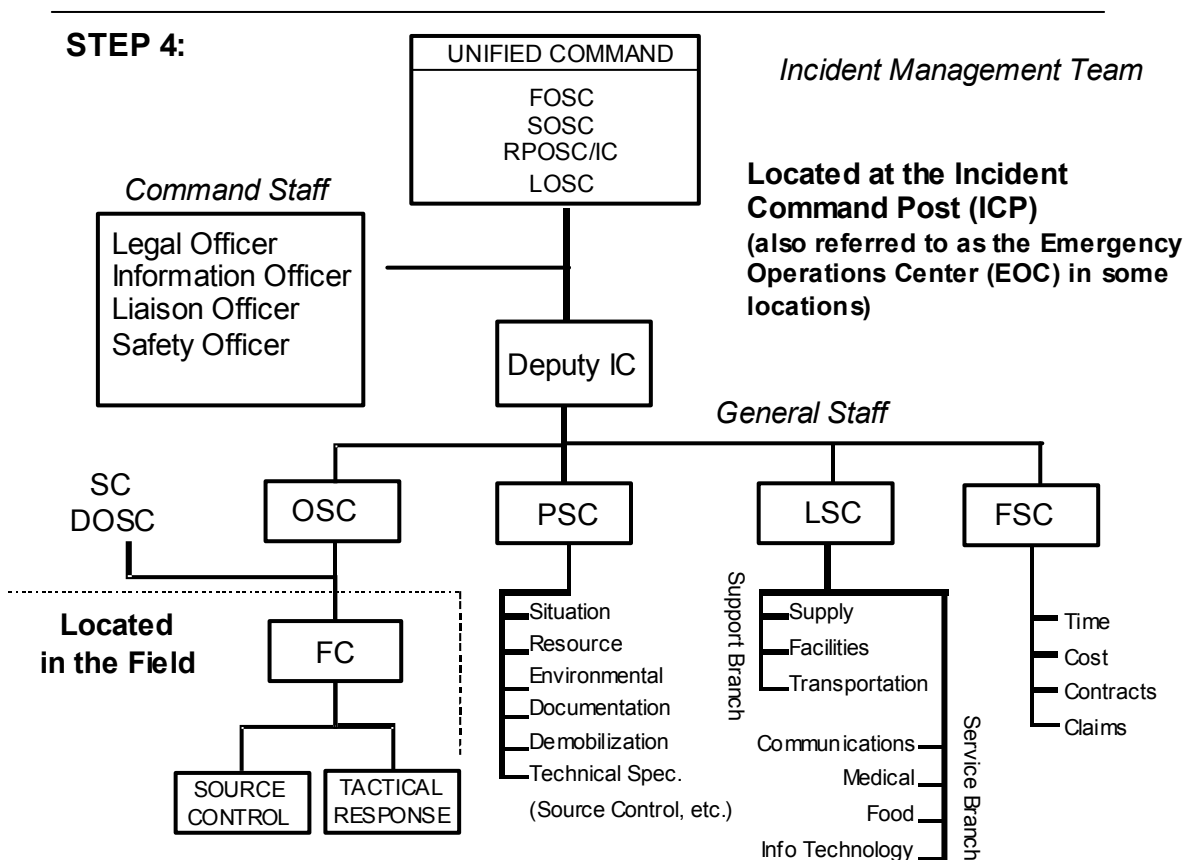 STEP 4:
UNIFIED COMMAND
FOSC
SOSC
RPOSC/IC
LOSC
Incident Management Team
Located at the Incident
Command Post (ICP)
(also referred to as the Emergency
Operations Center (EOC) in some
locations)
Command Staff
Legal Officer
Information Officer
Liaison Officer
Safety Officer
Deputy IC
General Staff
SC
DOSC
OSC
PSC
LSC
FSC
Located
in the Field
FC
SOURCE
CONTROL
TACTICAL
RESPONSE
Situation
Resource
Environmental
Documentation
Demobilization
Technical Spec.
(Source Control, etc.)
Support Branch
Supply
Facilities
Transportation
Communications
Medical
Food
Info Technology
Service Branch
Time
Cost
Contracts
Claims